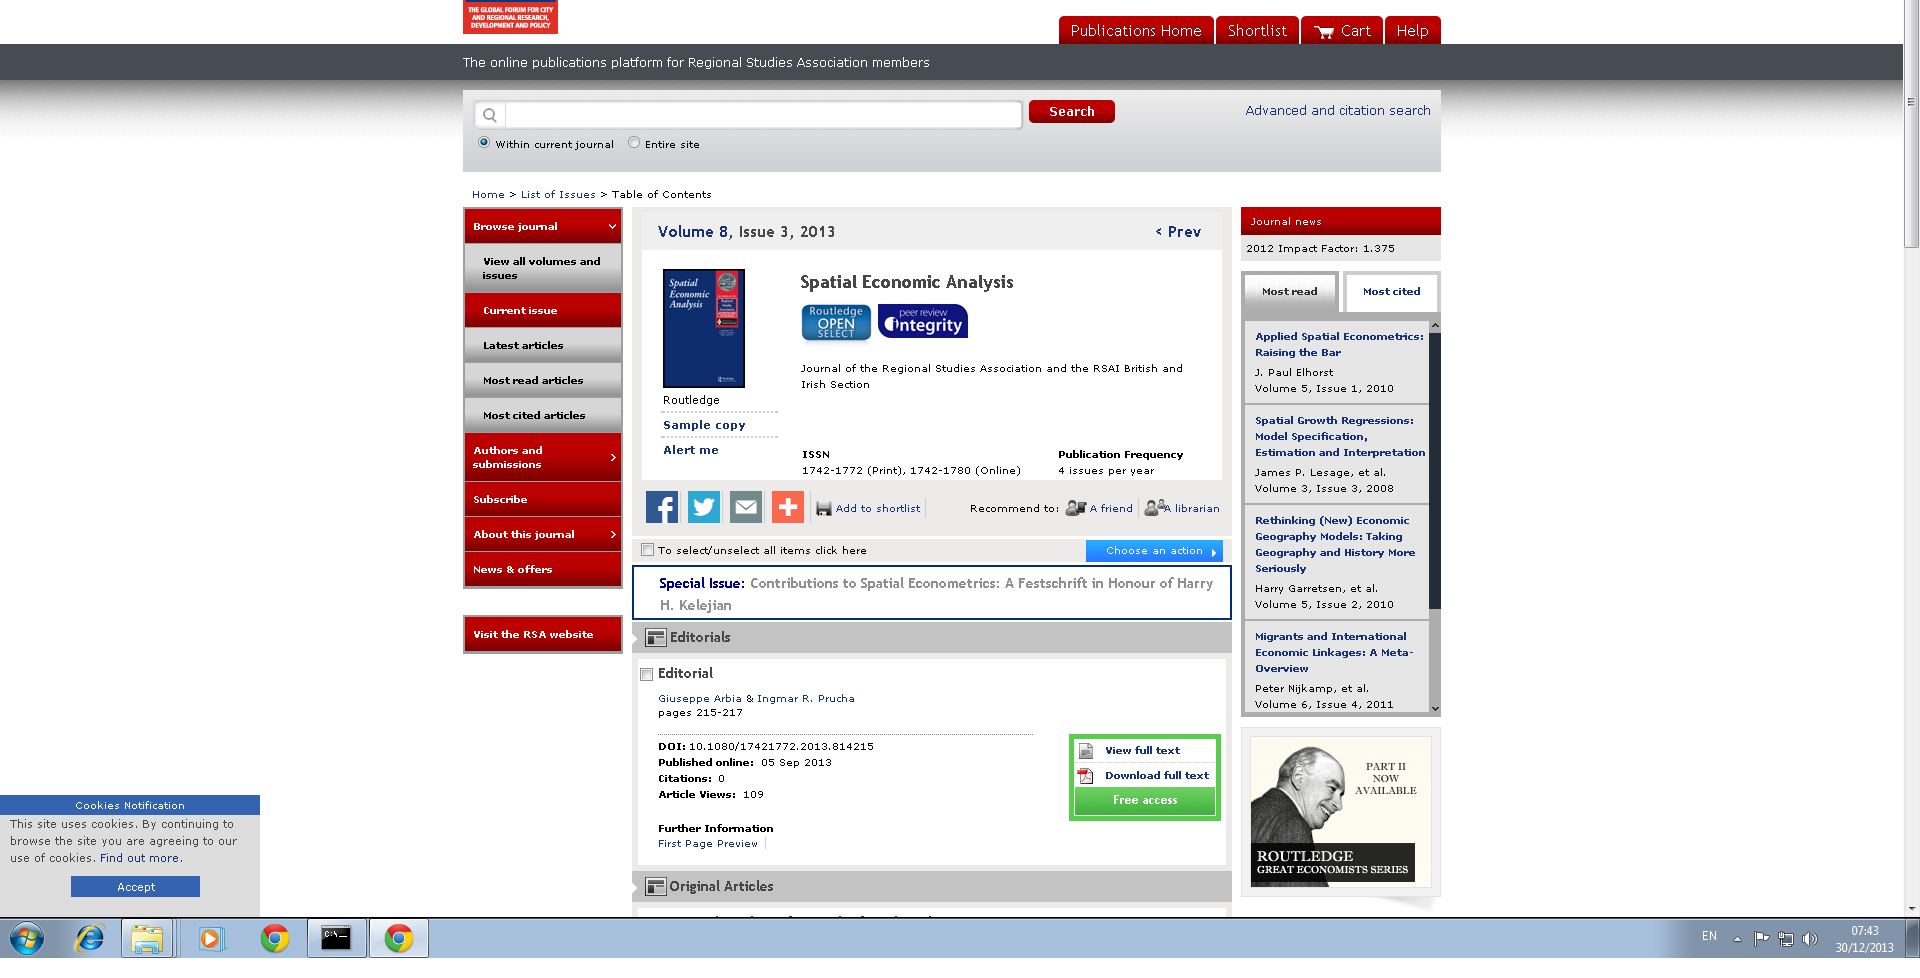 THE GLOBAL FORUM FOR CITY
AND REGIONAL RESEARCH,
DEVELOPMENT AND POLICY
Publications Home
Shortlist
Cart
Help
The online publications platform for Regional Studies Association members
Search
Advanced and citation search
Within current journal
Entire site
Home > List of Issues > Table of Contents
Browse journal
View all volumes and
issues
Current issue
Latest articles
Most read articles
Most cited articles
Authors and
submissions
Subscribe
About this journal
News & offers
Visit the RSA website
Volume 8, Issue 3, 2013
< Prev
Spatial
Economic
Analysis
Routledge
Sample copy
Alert me
Spatial Economic Analysis
Routledge
OPEN
SELECT
peer review
integrity
Journal of the Regional Studies Association and the RSAI British and
Irish Section
ISSN
1742-1772 (Print), 1742-1780 (Online)
Publication Frequency
4 issues per year
Add to shortlist
Recommend to:
A friend
A librarian
To select/unselect all items click here
Choose an action
Special Issue: Contributions to Spatial Econometrics: A Festschrift in Honour of Harry
H. Kelejian
Editorials
Editorial
Giuseppe Arbia & Ingmar R. Prucha
pages 215-217
DOI: 10.1080/17421772.2013.814215
Published online: 05 Sep 2013
Citations: 0
Article Views: 109
Further Information
First Page Preview
View full text
Download full text
Free access
Original Articles
Journal news
2012 Impact Factor: 1.375
Most read
Most cited
Applied Spatial Econometrics:
Raising the Bar
J. Paul Elhorst
Volume 5, Issue 1, 2010
Spatial Growth Regressions:
Model Specification,
Estimation and Interpretation
James P. Lesage, et al.
Volume 3, Issue 3, 2008
Rethinking (New) Economic
Geography Models: Taking
Geography and History More
Seriously
Harry Garretsen, et al.
Volume 5, Issue 2, 2010
Migrants and International
Economic Linkages: A Meta-
Overview
Peter Nijkamp, et al.
Volume 6, Issue 4, 2011
PART II
NOW
AVAILABLE
ROUTLEDGE
GREAT ECONOMISTS SERIES
Cookies Notification
This site uses cookies. By continuing to
browse the site you are agreeing to our
use of cookies. Find out more.
Accept
EN
07:43
30/12/2013